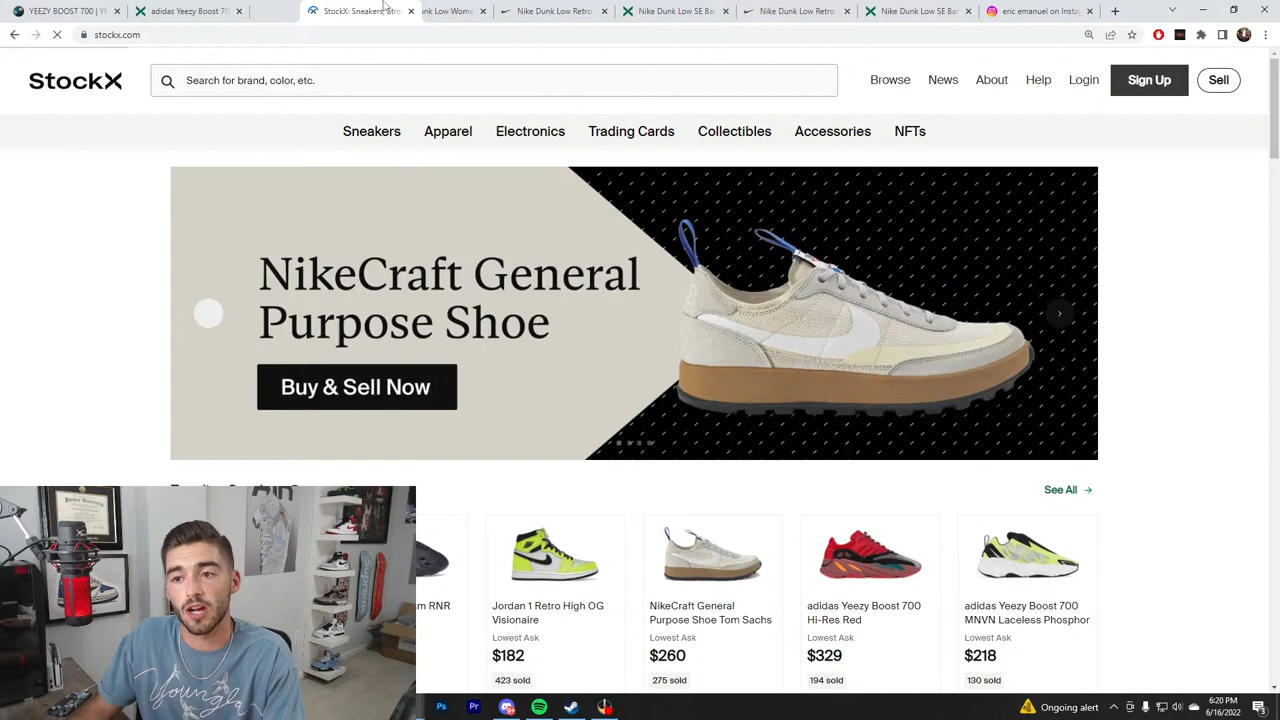 YEEZY BOOST 700 | Y
adidas Yeezy Boost 700
StockX: Sneakers
unk Low Wome
Nike Dunk Low Retro
Nike Dunk Low SE Ba
Nike Dunk Low Retro
Nike Dunk Low SE Ba
eric emanuel on Insta
stockx.com
StockX
Search for brand, color, etc.
Browse
News
About
Help
Login
Sign Up
Sell
Sneakers
Apparel
Electronics
Trading Cards
Collectibles
Accessories
NFTs
NikeCraft General
Purpose Shoe
Buy & Sell Now
See All
am RNR
Jordan 1 Retro High OG
Visionaire
Lowest Ask
$182
423 sold
NikeCraft General
Purpose Shoe Tom Sachs
Lowest Ask
$260
275 sold
adidas Yeezy Boost 700
Hi-Res Red
Lowest Ask
$329
194 sold
adidas Yeezy Boost 700
MNVN Laceless Phosphor
Lowest Ask
$218
130 sold
Supreme
Ps
Pr
Ongoing alert
6:20 PM
6/16/2022
3